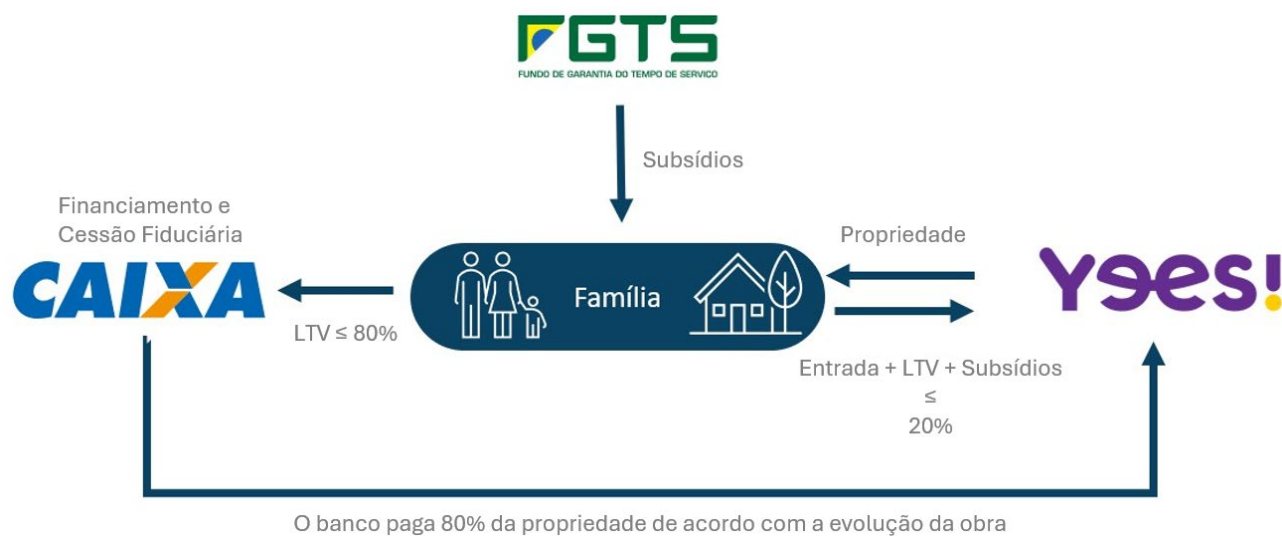 FGTS
FUNDO DE GARANTIA DO TEMPO DE SERVIÇO
Subsídios
Financiamento e
Cessão Fiduciária
CAIXA
LTV ≤ 80%
Família
Propriedade
Yees!
Entrada + LTV + Subsídios
≤
20%
O banco paga 80% da propriedade de acordo com a evolução da obra